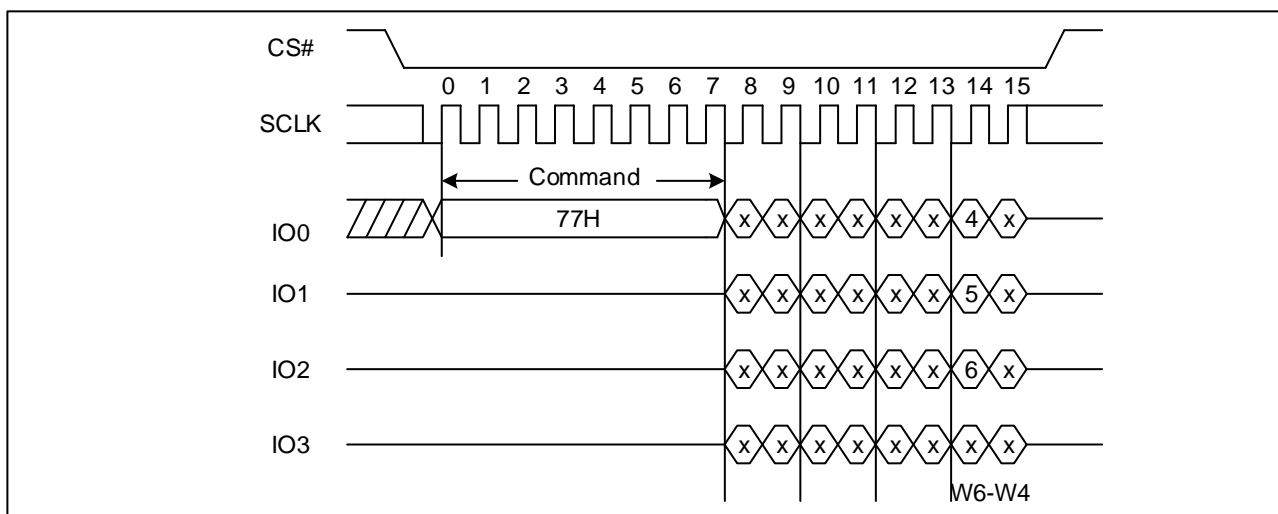 CS#
0 1 2 3 4 5 6 7 8 9 10 11 12 13 14 15
SCLK
Command
IO0 77H x x x x x x 4 x
IO1 x x x x x x 5 x
IO2 x x x x x x 6 x
IO3 x x x x x x x x
W6-W4